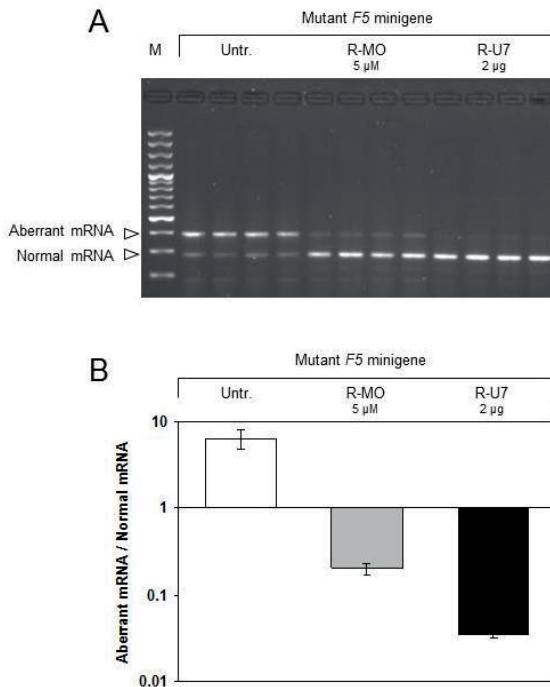 A
Mutant F5 minigene
M Untr. R-MO R-U7
5 µM 2 µg
Aberrant mRNA
Normal mRNA
B
Mutant F5 minigene
Untr. R-MO R-U7
5 µM 2 µg
10
1
0.1
0.01
Aberrant mRNA / Normal mRNA